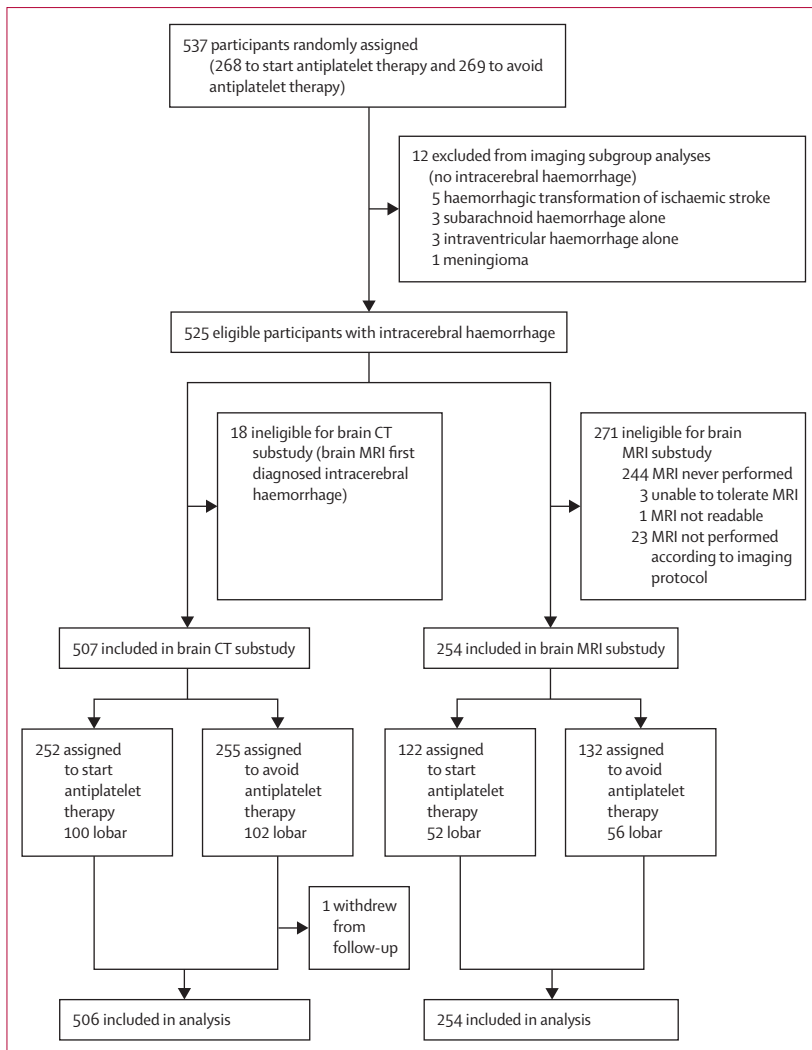 537 participants randomly assigned
(268 to start antiplatelet therapy and 269 to avoid
antiplatelet therapy)
12 excluded from imaging subgroup analyses
(no intracerebral haemorrhage)
5 haemorrhagic transformation of ischaemic stroke
3 subarachnoid haemorrhage alone
3 intraventricular haemorrhage alone
1 meningioma
525 eligible participants with intracerebral haemorrhage
18 ineligible for brain CT
substudy (brain MRI first
diagnosed intracerebral
haemorrhage)
271 ineligible for brain
MRI substudy
244 MRI never performed
3 unable to tolerate MRI
1 MRI not readable
23 MRI not performed
according to imaging
protocol
507 included in brain CT substudy
254 included in brain MRI substudy
252 assigned
to start
antiplatelet
therapy
100 lobar
255 assigned
to avoid
antiplatelet
therapy
102 lobar
122 assigned
to start
antiplatelet
therapy
52 lobar
132 assigned
to avoid
antiplatelet
therapy
56 lobar
1 withdrew
from
follow-up
506 included in analysis
254 included in analysis